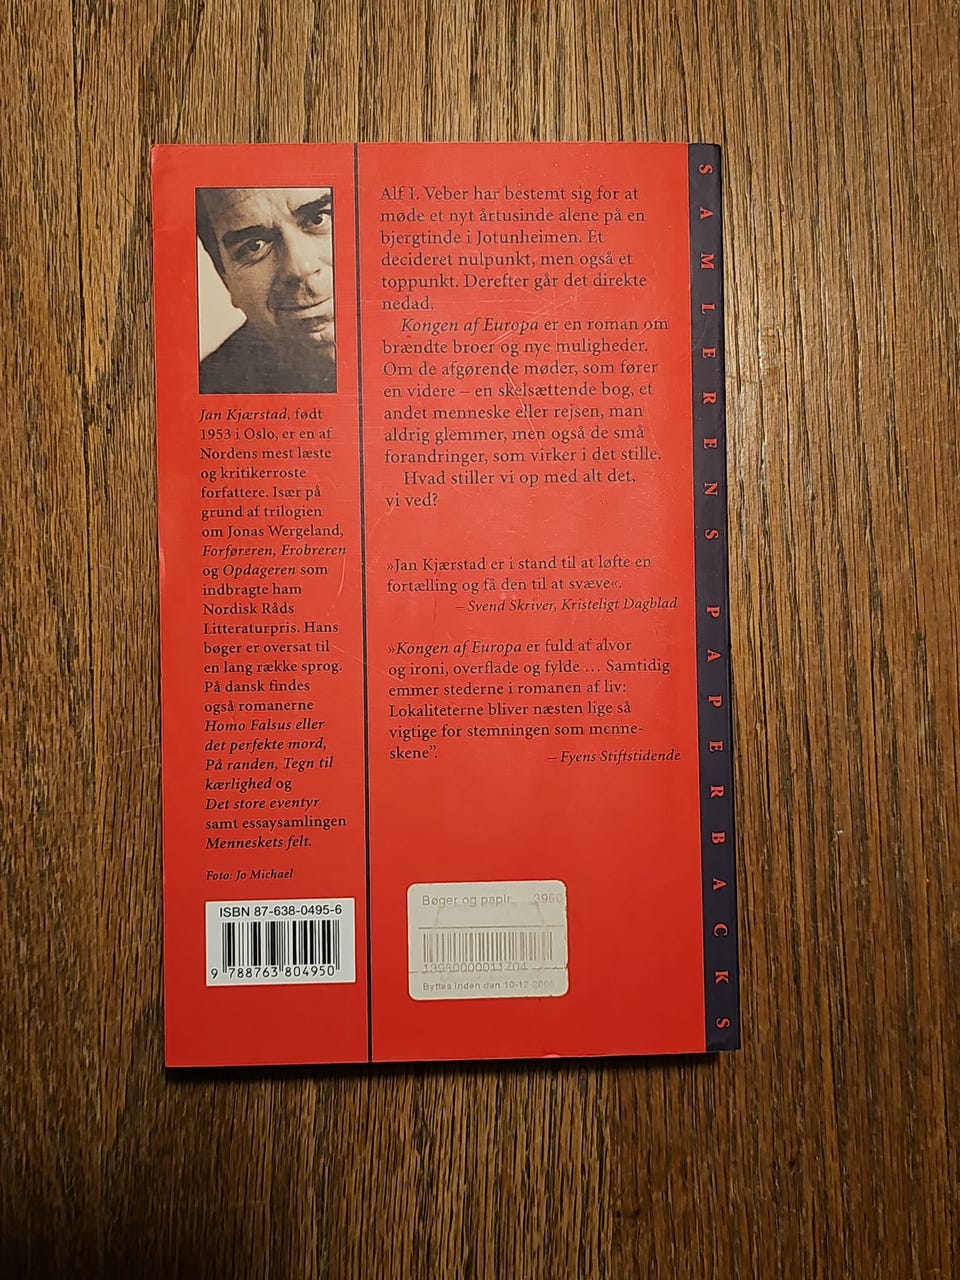 Jan Kjærstad, født
1953 i Oslo, er en af
Nordens mest læste
og kritikerroste
forfattere. Især på
grund af trilogien
om Jonas Wergeland,
Forføreren, Erobreren
og Opdageren som
indbragte ham
Nordisk Råds
Litteraturpris. Hans
bøger er oversat til
en lang række sprog.
På dansk findes
også romanerne
Homo Falsus eller
det perfekte mord,
På randen, Tegn til
kærlighed og
Det store eventyr
samt essaysamlingen
Menneskets felt.
Foto: Jo Michael
ISBN 87-638-0495-6
9 788763 804950
Alf I. Veber har bestemt sig for at
møde et nyt årtusinde alene på en
bjergtinde i Jotunheimen. Et
decideret nulpunkt, men også et
toppunkt. Derefter går det direkte
nedad.
Kongen af Europa er en roman om
brændte broer og nye muligheder.
Om de afgørende møder, som fører
en videre – en skelsættende bog, et
andet menneske eller rejsen, man
aldrig glemmer, men også de små
forandringer, som virker i det stille.
Hvad stiller vi op med alt det,
vi ved?
»Jan Kjærstad er i stand til at løfte en
fortælling og få den til at svæve«.
– Svend Skriver, Kristeligt Dagblad
»Kongen af Europa er fuld af alvor
og ironi, overflade og fylde … Samtidig
emmer stederne i romanen af liv:
Lokaliteterne bliver næsten lige så
vigtige for stemningen som menne-
skene”.
– Fyens Stiftstidende
Bøger og papir 3960
Byttes inden den 10-12-2006
SAMLERENS PAPERBACKS